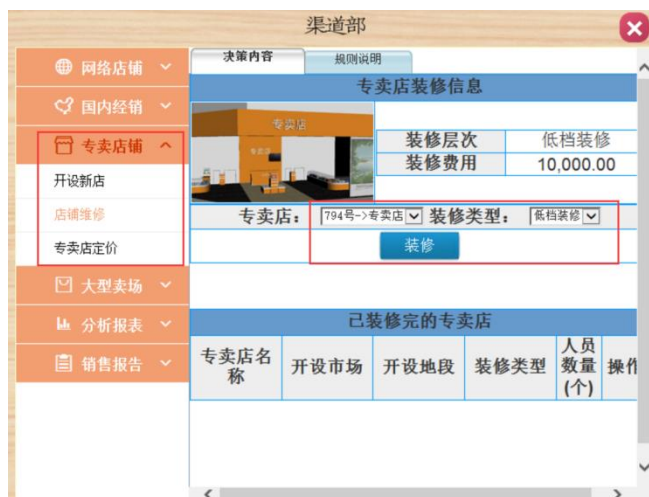 渠道部
网络店铺
国内经销
专卖店铺
开设新店
店铺维修
专卖店定价
大型卖场
分析报表
销售报告
决策内容 规则说明
专卖店装修信息
专卖店
专卖店
装修层次 低档装修
装修费用 10,000.00
专卖店： 794号->专卖店 装修类型： 低档装修
装修
已装修完的专卖店
专卖店名称 开设市场 开设地段 装修类型 人员数量(个) 操作